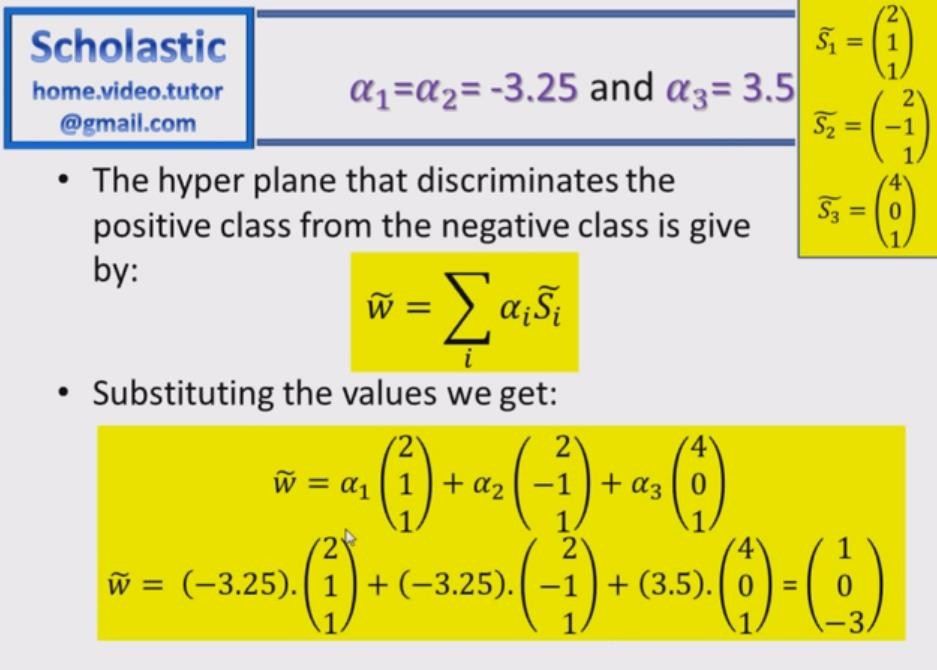 Scholastic
home.video.tutor
@gmail.com
α₁=α₂= -3.25 and α₃= 3.5
S̃₁ = (2 1 1)
S̃₂ = (2 −1 1)
S̃₃ = (4 0 1)
• The hyper plane that discriminates the
positive class from the negative class is give
by:
w̃ = ∑ᵢ αᵢS̃ᵢ
• Substituting the values we get:
w̃ = α₁ (2 1 1) + α₂ (2 −1 1) + α₃ (4 0 1)
w̃ = (−3.25). (2 1 1) + (−3.25). (2 −1 1) + (3.5). (4 0 1) = (1 0 −3)